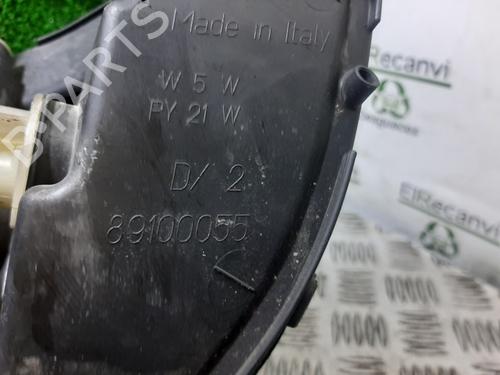 Made in Italy
W 5 W
PY 21 W
D/ 2
89100055
B-PARTS
ElRecanvi
ElRecanvi